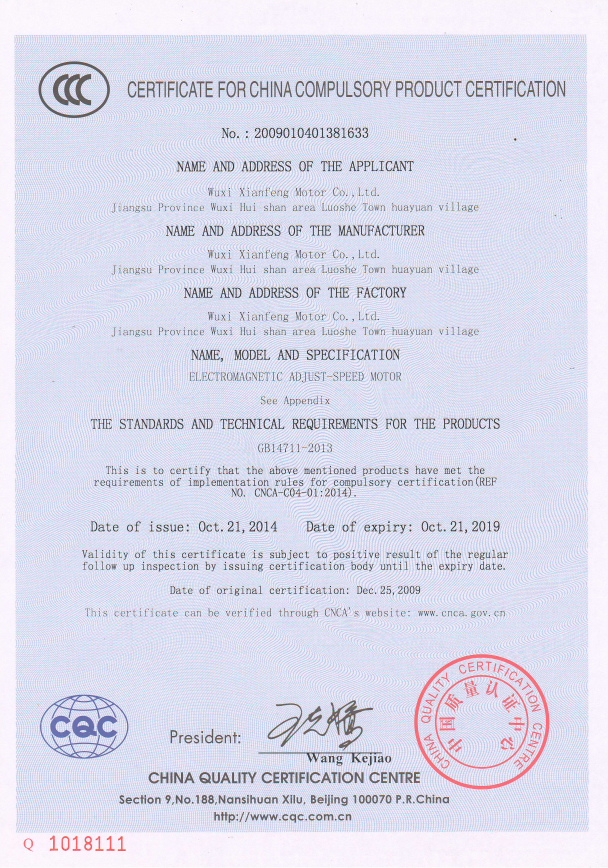 CCC
CERTIFICATE FOR CHINA COMPULSORY PRODUCT CERTIFICATION
No. : 2009010401381633
NAME AND ADDRESS OF THE APPLICANT
Wuxi Xianfeng Motor Co.,Ltd.
Jiangsu Province Wuxi Hui shan area Luoshe Town huayuan village
NAME AND ADDRESS OF THE MANUFACTURER
Wuxi Xianfeng Motor Co.,Ltd.
Jiangsu Province Wuxi Hui shan area Luoshe Town huayuan village
NAME AND ADDRESS OF THE FACTORY
Wuxi Xianfeng Motor Co.,Ltd.
Jiangsu Province Wuxi Hui shan area Luoshe Town huayuan village
NAME, MODEL AND SPECIFICATION
ELECTROMAGNETIC ADJUST-SPEED MOTOR
See Appendix
THE STANDARDS AND TECHNICAL REQUIREMENTS FOR THE PRODUCTS
GB14711-2013
This is to certify that the above mentioned products have met the
requirements of implementation rules for compulsory certification(REF
NO. CNCA-C04-01:2014).
Date of issue: Oct.21,2014 Date of expiry: Oct.21,2019
Validity of this certificate is subject to positive result of the regular
follow up inspection by issuing certification body until the expiry date.
Date of original certification: Dec.25,2009
This certificate can be verified through CNCA's website: www.cnca.gov.cn
CHINA QUALITY CERTIFICATION CENTRE
中国质量认证中心
CQC
President:
Wang Kejiao
CHINA QUALITY CERTIFICATION CENTRE
Section 9,No.188,Nansihuan Xilu, Beijing 100070 P.R.China
http://www.cqc.com.cn
Q 1018111